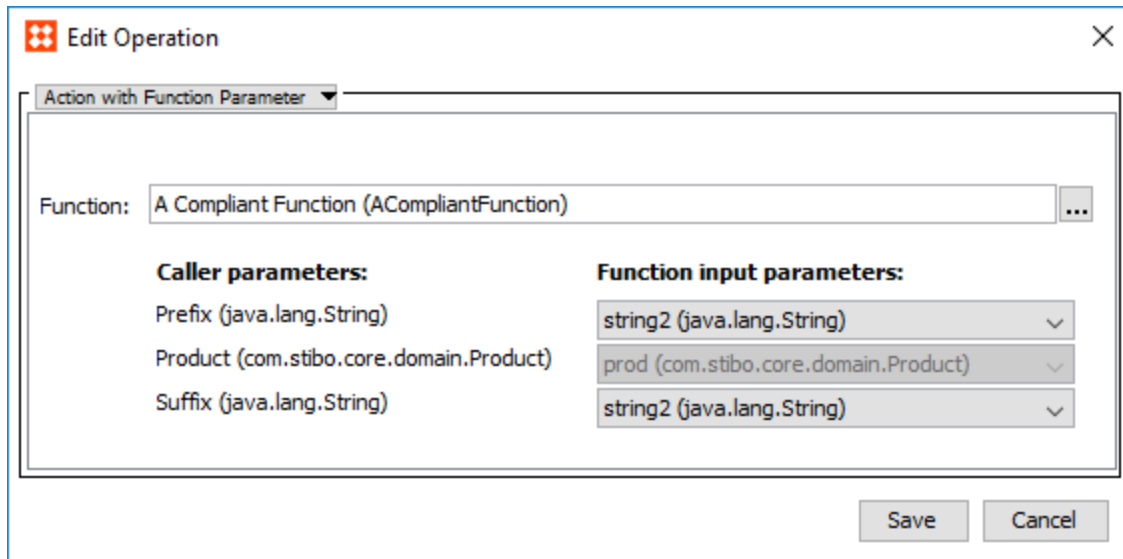 Edit Operation
Action with Function Parameter
Function: A Compliant Function (ACompliantFunction) ...
Caller parameters: Function input parameters:
Prefix (java.lang.String) string2 (java.lang.String)
Product (com.stibo.core.domain.Product) prod (com.stibo.core.domain.Product)
Suffix (java.lang.String) string2 (java.lang.String)
Save Cancel